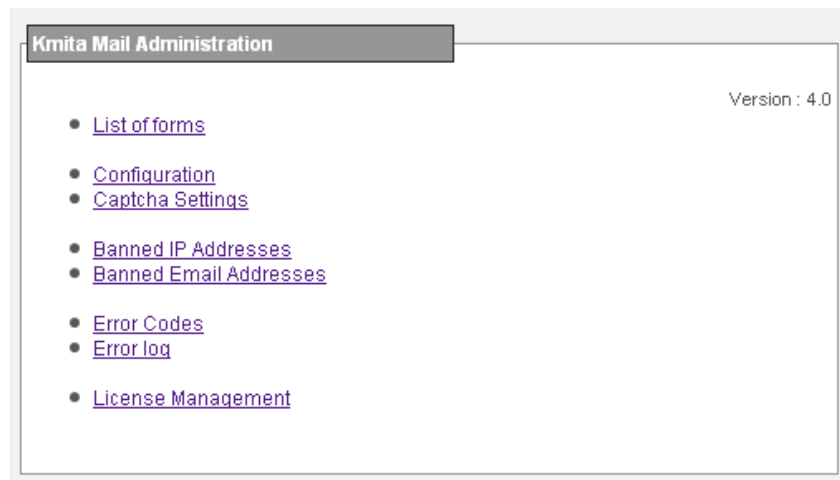 Kmita Mail Administration
Version : 4.0
List of forms
Configuration
Captcha Settings
Banned IP Addresses
Banned Email Addresses
Error Codes
Error log
License Management